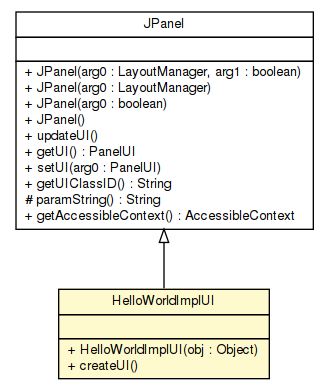 JPanel
+ JPanel(arg0 : LayoutManager, arg1 : boolean)
+ JPanel(arg0 : LayoutManager)
+ JPanel(arg0 : boolean)
+ JPanel()
+ updateUI()
+ getUI() : PanelUI
+ setUI(arg0 : PanelUI)
+ getUIClassID() : String
# paramString() : String
+ getAccessibleContext() : AccessibleContext
HelloWorldImplUI
+ HelloWorldImplUI(obj : Object)
+ createUI()